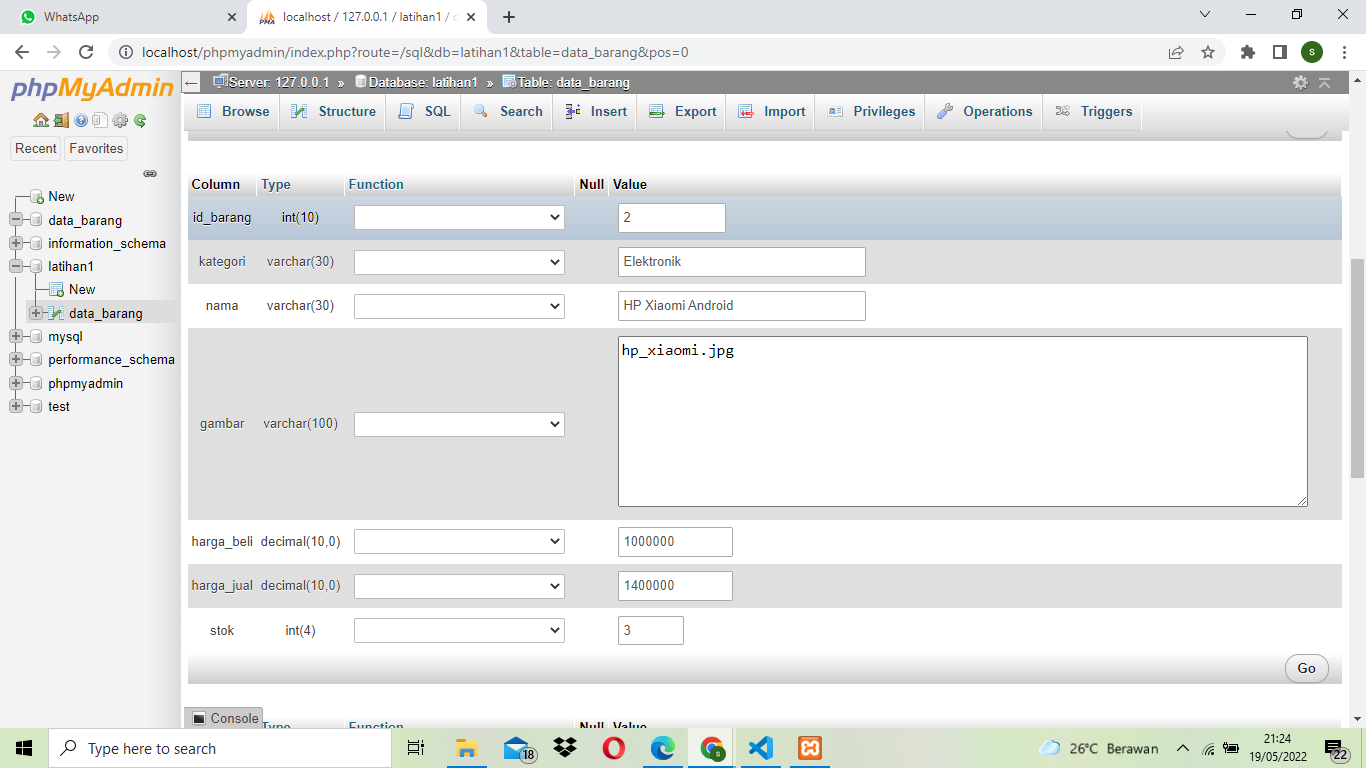 WhatsApp
localhost / 127.0.0.1 / latihan1 /
localhost/phpmyadmin/index.php?route=/sql&db=latihan1&table=data_barang&pos=0
S
phpMyAdmin
Recent Favorites
New
data_barang
information_schema
latihan1
New
data_barang
mysql
performance_schema
phpmyadmin
test
Server: 127.0.0.1 » Database: latihan1 » Table: data_barang
Browse Structure SQL Search Insert Export Import Privileges Operations Triggers
Column Type Function Null Value
id_barang int(10) 2
kategori varchar(30) Elektronik
nama varchar(30) HP Xiaomi Android
gambar varchar(100) hp_xiaomi.jpg
harga_beli decimal(10,0) 1000000
harga_jual decimal(10,0) 1400000
stok int(4) 3
Go
Console
Type Function Null Value
Type here to search
18
26°C Berawan
21:24
19/05/2022
22